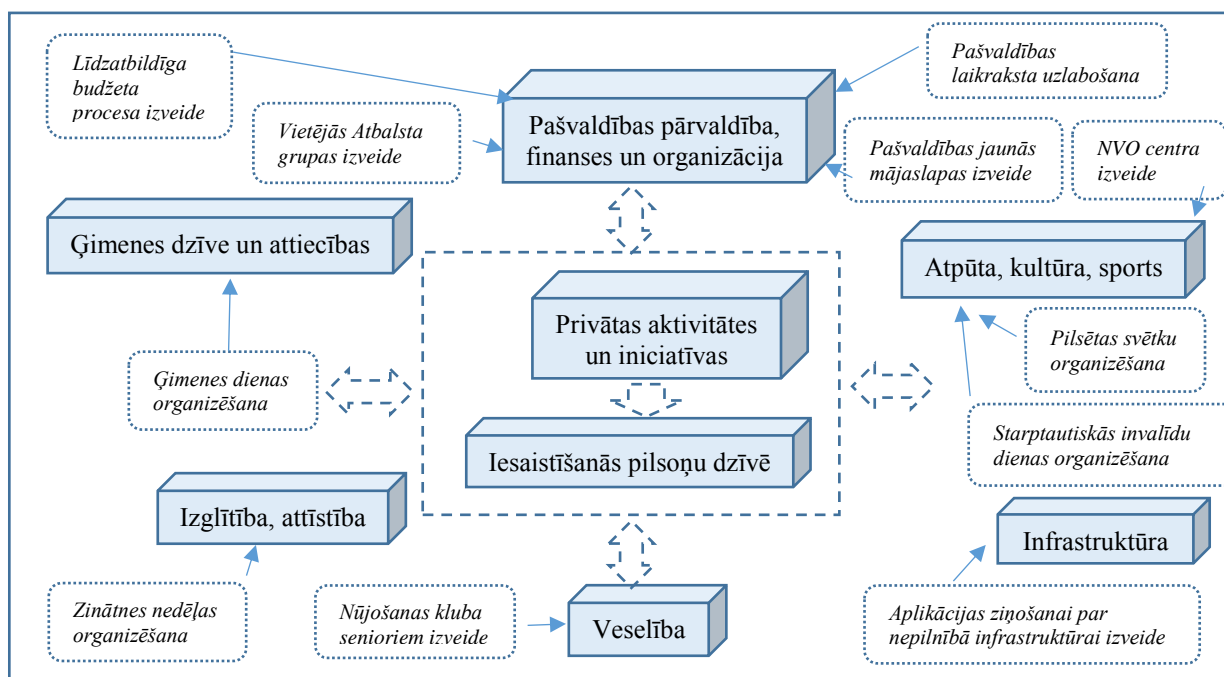 Līdzatbildīga
budžeta
procesa izveide
Pašvaldības
laikraksta uzlabošana
Vietējās Atbalsta
grupas izveide
Pašvaldības pārvaldība,
finanses un organizācija
Pašvaldības jaunās
mājaslapas izveide
NVO centra
izveide
Ģimenes dzīve un attiecības
Atpūta, kultūra, sports
Privātas aktivitātes
un iniciatīvas
Pilsētas svētku
organizēšana
Ģimenes dienas
organizēšana
Iesaistīšanās pilsoņu dzīvē
Starptautiskās invalīdu
dienas organizēšana
Izglītība, attīstība
Infrastruktūra
Zinātnes nedēļas
organizēšana
Nūjošanas kluba
senioriem izveide
Veselība
Aplikācijas ziņošanai par
nepilnībā infrastruktūrai izveide